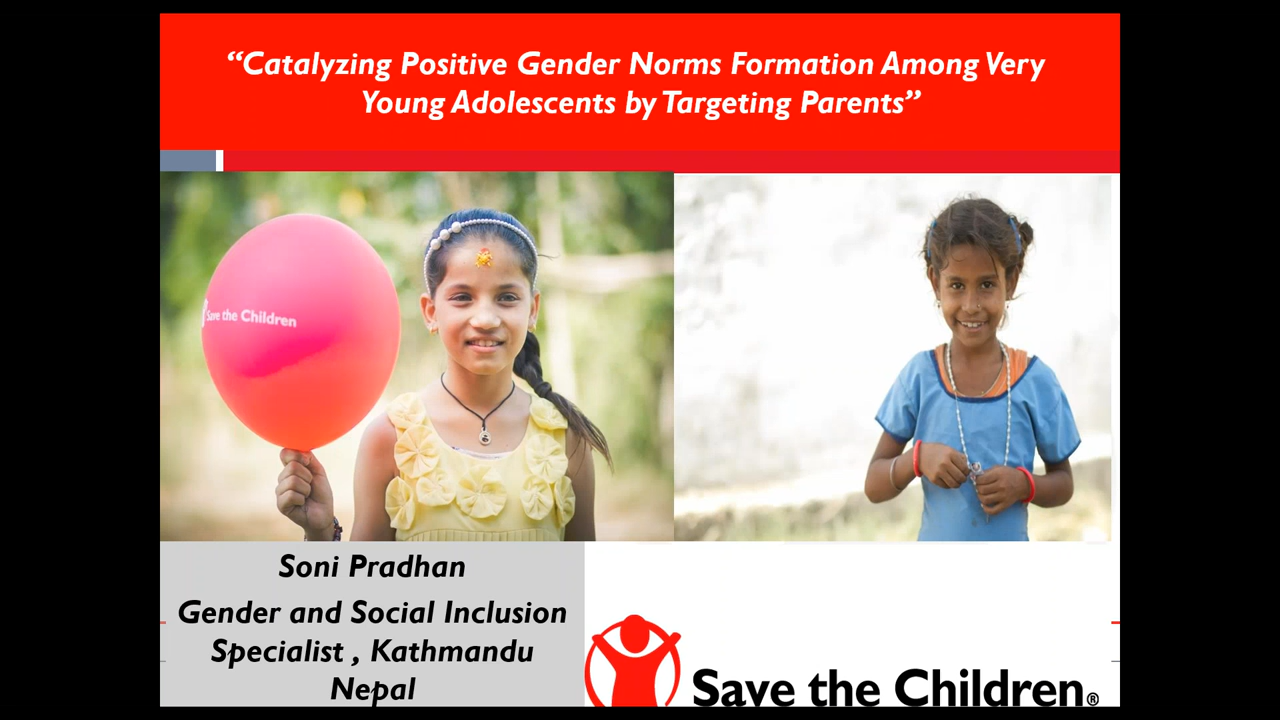 “Catalyzing Positive Gender Norms Formation Among Very
Young Adolescents by Targeting Parents”
Save the Children
Soni Pradhan
Gender and Social Inclusion
Specialist , Kathmandu
Nepal
Save the Children®